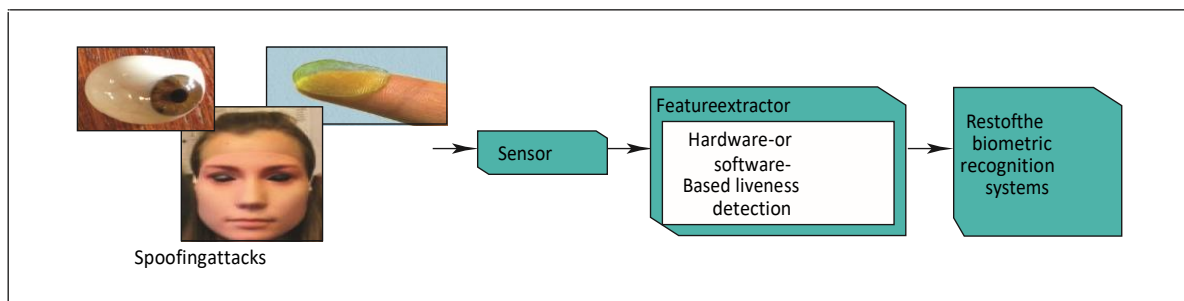 Spoofingattacks
Sensor
Featureextractor
Hardware-or
software-
Based liveness
detection
Restofthe
biometric
recognition
systems